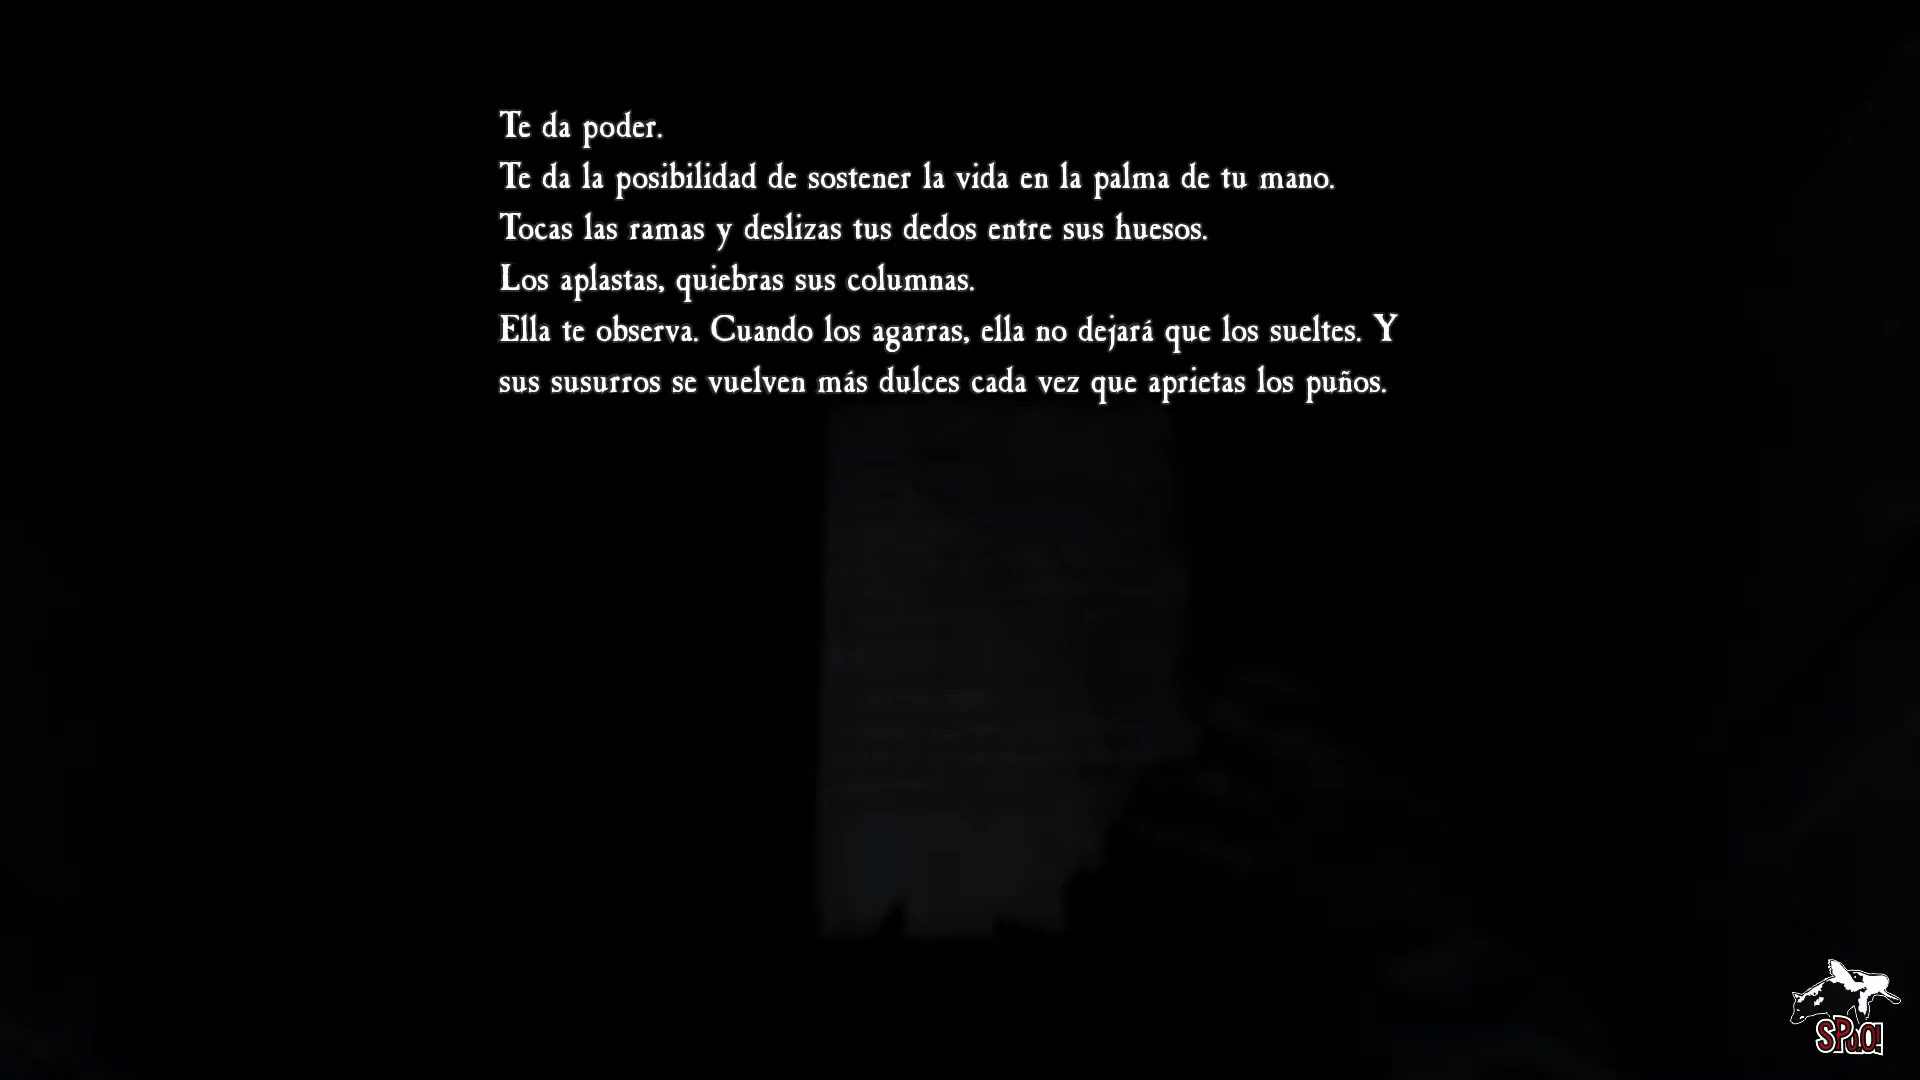 Te da poder.
Te da la posibilidad de sostener la vida en la palma de tu mano.
Tocas las ramas y deslizas tus dedos entre sus huesos.
Los aplastas, quiebras sus columnas.
Ella te observa. Cuando los agarras, ella no dejará que los sueltes. Y
sus susurros se vuelven más dulces cada vez que aprietas los puños.